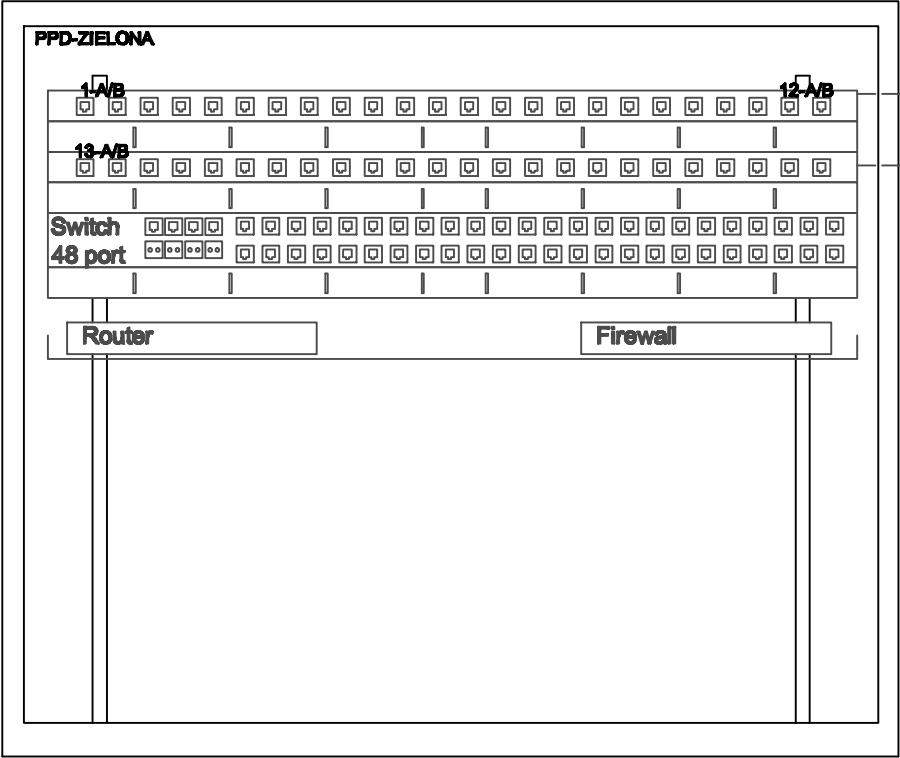 PPD-ZIELONA
1-A/B 12-A/B
13-A/B
Switch
48 port
Router Firewall